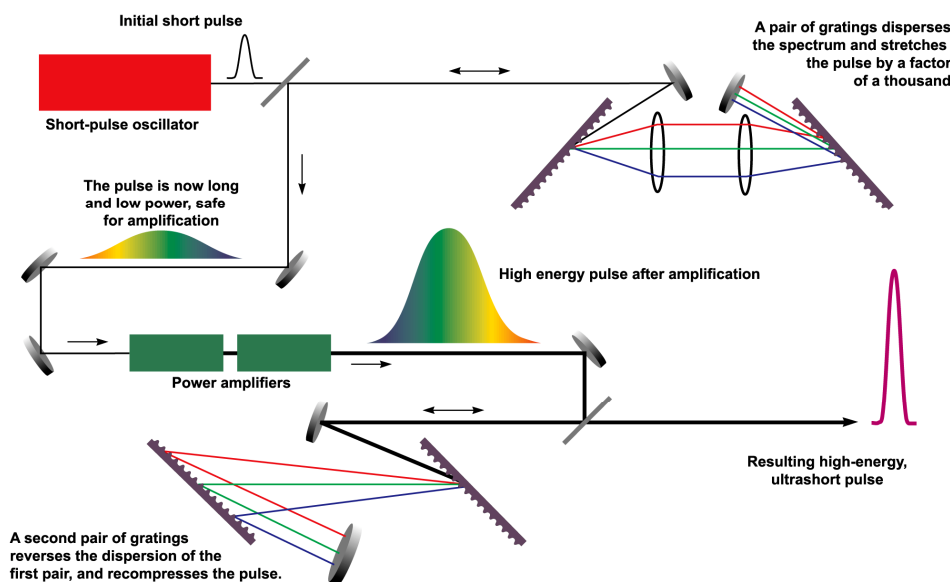 Initial short pulse
A pair of gratings disperses
the spectrum and stretches
the pulse by a factor
of a thousand
Short-pulse oscillator
The pulse is now long
and low power, safe
for amplification
High energy pulse after amplification
Power amplifiers
Resulting high-energy,
ultrashort pulse
A second pair of gratings
reverses the dispersion of the
first pair, and recompresses the pulse.